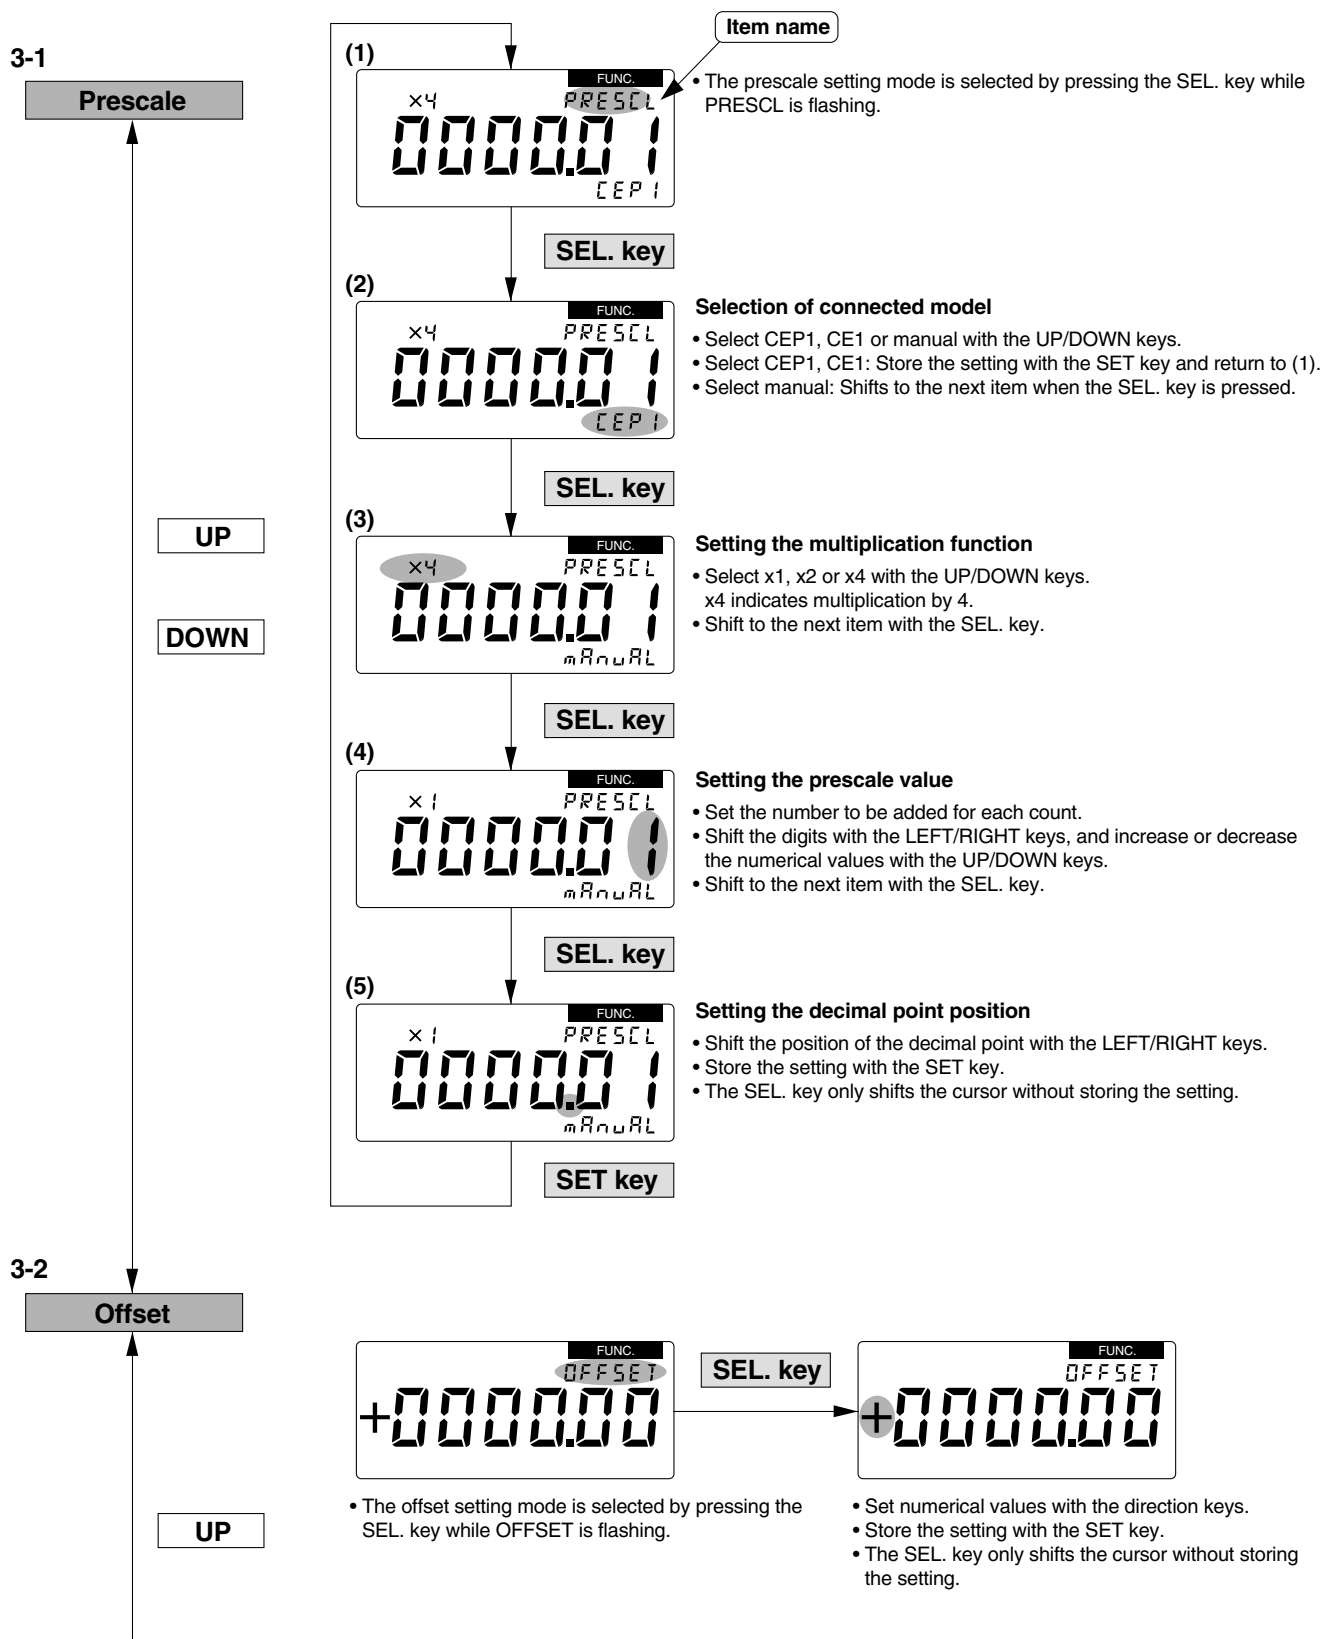 Item name
3-1
Prescale
(1)
FUNC.
×4 PRESCL
0000.01
CEP1
• The prescale setting mode is selected by pressing the SEL. key while
PRESCL is flashing.
SEL. key
(2)
FUNC.
×4 PRESCL
0000.01
CEP1
Selection of connected model
• Select CEP1, CE1 or manual with the UP/DOWN keys.
• Select CEP1, CE1: Store the setting with the SET key and return to (1).
• Select manual: Shifts to the next item when the SEL. key is pressed.
SEL. key
UP
DOWN
(3)
FUNC.
×4 PRESCL
0000.01
mAnuAL
Setting the multiplication function
• Select x1, x2 or x4 with the UP/DOWN keys.
x4 indicates multiplication by 4.
• Shift to the next item with the SEL. key.
SEL. key
(4)
FUNC.
×1 PRESCL
0000.01
mAnuAL
Setting the prescale value
• Set the number to be added for each count.
• Shift the digits with the LEFT/RIGHT keys, and increase or decrease
the numerical values with the UP/DOWN keys.
• Shift to the next item with the SEL. key.
SEL. key
(5)
FUNC.
×1 PRESCL
0000.01
mAnuAL
Setting the decimal point position
• Shift the position of the decimal point with the LEFT/RIGHT keys.
• Store the setting with the SET key.
• The SEL. key only shifts the cursor without storing the setting.
SET key
3-2
Offset
FUNC.
OFFSET
+0000.00
• The offset setting mode is selected by pressing the
SEL. key while OFFSET is flashing.
SEL. key
FUNC.
OFFSET
+0000.00
• Set numerical values with the direction keys.
• Store the setting with the SET key.
• The SEL. key only shifts the cursor without storing
the setting.
UP